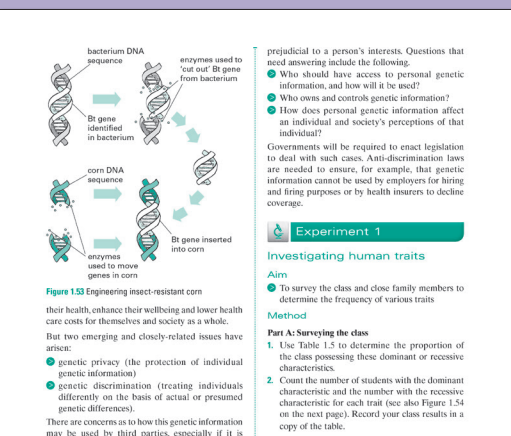 bacterium DNA
sequence
enzymes used to
'cut out' Bt gene
from bacterium
Bt gene
identified
in bacterium
corn DNA
sequence
Bt gene inserted
into corn
enzymes
used to move
genes in corn
Figure 1.53 Engineering insect-resistant corn
their health, enhance their wellbeing and lower health
care costs for themselves and society as a whole.
But two emerging and closely-related issues have
arisen:
genetic privacy (the protection of individual
genetic information)
genetic discrimination (treating individuals
differently on the basis of actual or presumed
genetic differences).
There are concerns as to how this genetic information
may be used by third parties, especially if it is
prejudicial to a person's interests. Questions that
need answering include the following.
Who should have access to personal genetic
information, and how will it be used?
Who owns and controls genetic information?
How does personal genetic information affect
an individual and society's perceptions of that
individual?
Governments will be required to enact legislation
to deal with such cases. Anti-discrimination laws
are needed to ensure, for example, that genetic
information cannot be used by employers for hiring
and firing purposes or by health insurers to decline
coverage.
Experiment 1
Investigating human traits
Aim
To survey the class and close family members to
determine the frequency of various traits
Method
Part A: Surveying the class
1. Use Table 1.5 to determine the proportion of
the class possessing these dominant or recessive
characteristics.
2. Count the number of students with the dominant
characteristic and the number with the recessive
characteristic for each trait (see also Figure 1.54
on the next page). Record your class results in a
copy of the table.